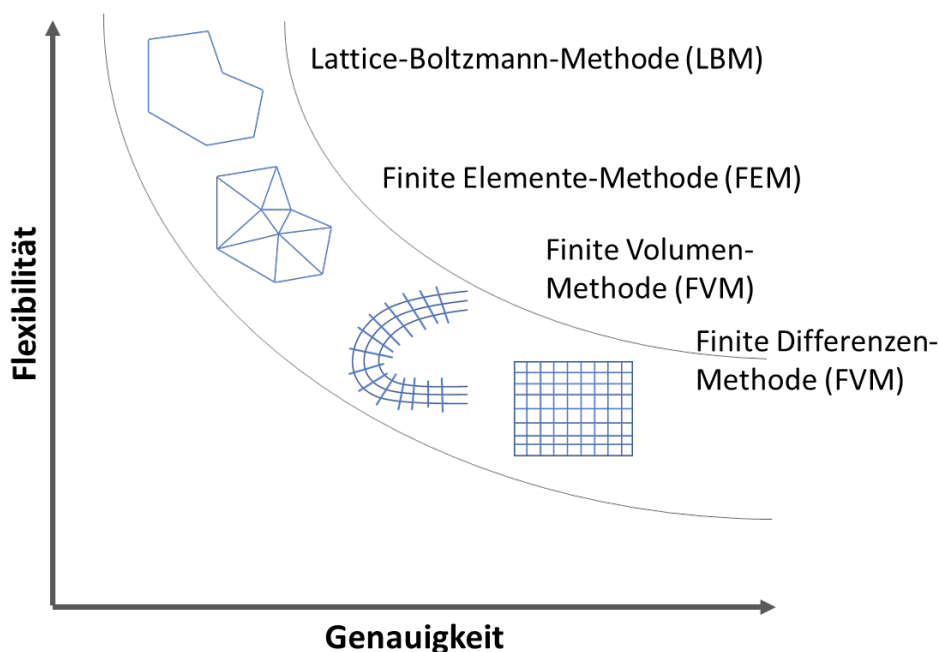 Lattice-Boltzmann-Methode (LBM)
Finite Elemente-Methode (FEM)
Finite Volumen-
Methode (FVM)
Finite Differenzen-
Methode (FVM)
Flexibilität
Genauigkeit